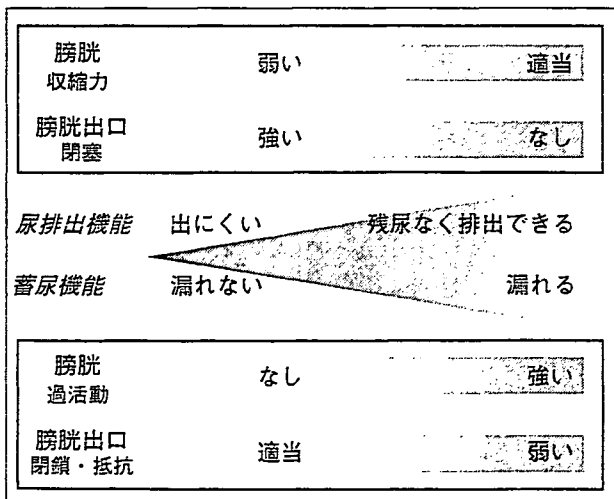 膀胱
収縮力 弱い 適当
膀胱出口
閉塞 強い なし
尿排出機能 出にくい 残尿なく排出できる
蓄尿機能 漏れない 漏れる
膀胱
過活動 なし 強い
膀胱出口
閉鎖・抵抗 適当 弱い